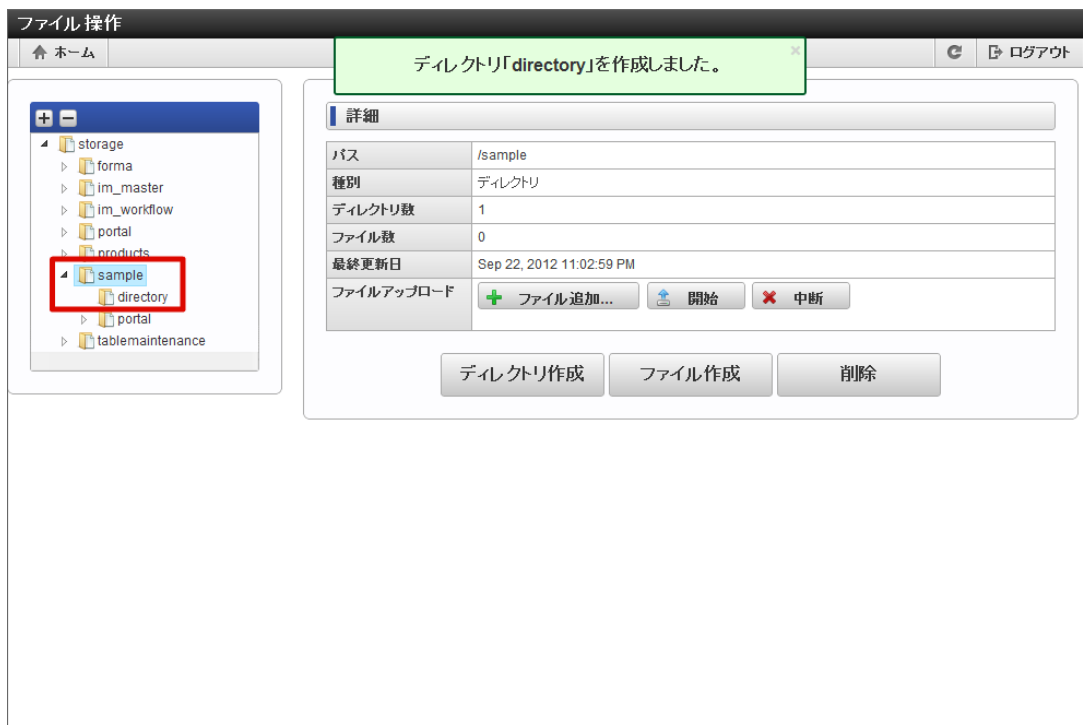 ファイル操作
ホーム
ログアウト
ディレクトリ「directory」を作成しました。
×
storage
forma
im_master
im_workflow
portal
products
sample
directory
portal
tablemaintenance
詳細
パス /sample
種別 ディレクトリ
ディレクトリ数 1
ファイル数 0
最終更新日 Sep 22, 2012 11:02:59 PM
ファイルアップロード ファイル追加... 開始 中断
ディレクトリ作成 ファイル作成 削除